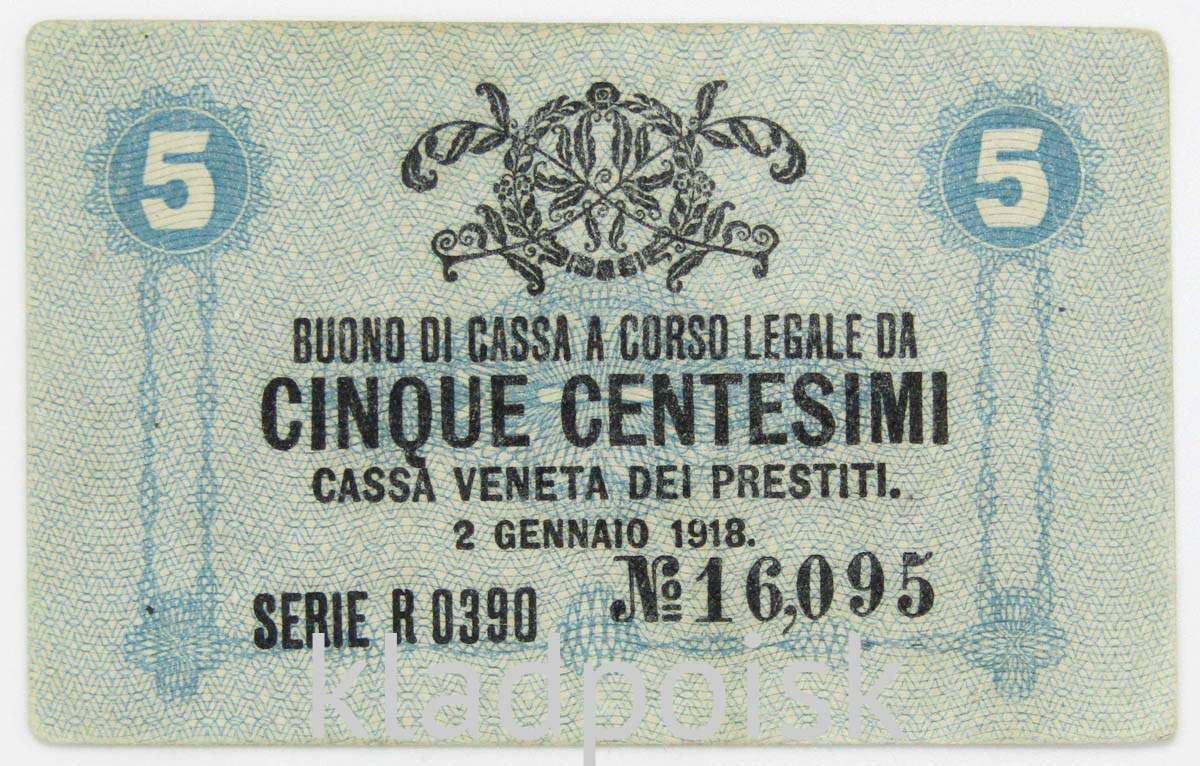 5 5
BUONO DI CASSA A CORSO LEGALE DA
CINQUE CENTESIMI
CASSA VENETA DEI PRESTITI.
2 GENNAIO 1918.
SERIE R 0390 № 16,095
kladpoisk